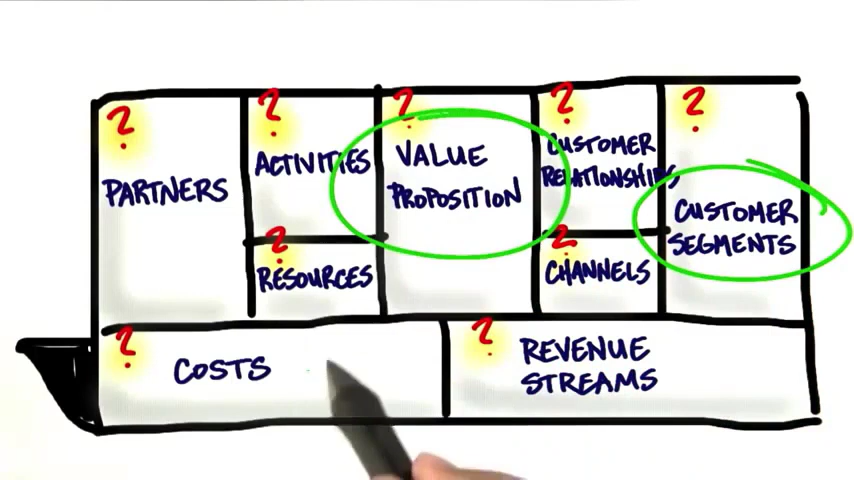 ?
PARTNERS
?
ACTIVITIES
?
RESOURCES
?
VALUE
PROPOSITION
?
CUSTOMER
RELATIONSHIPS
?
CHANNELS
?
CUSTOMER
SEGMENTS
?
COSTS
?
REVENUE
STREAMS